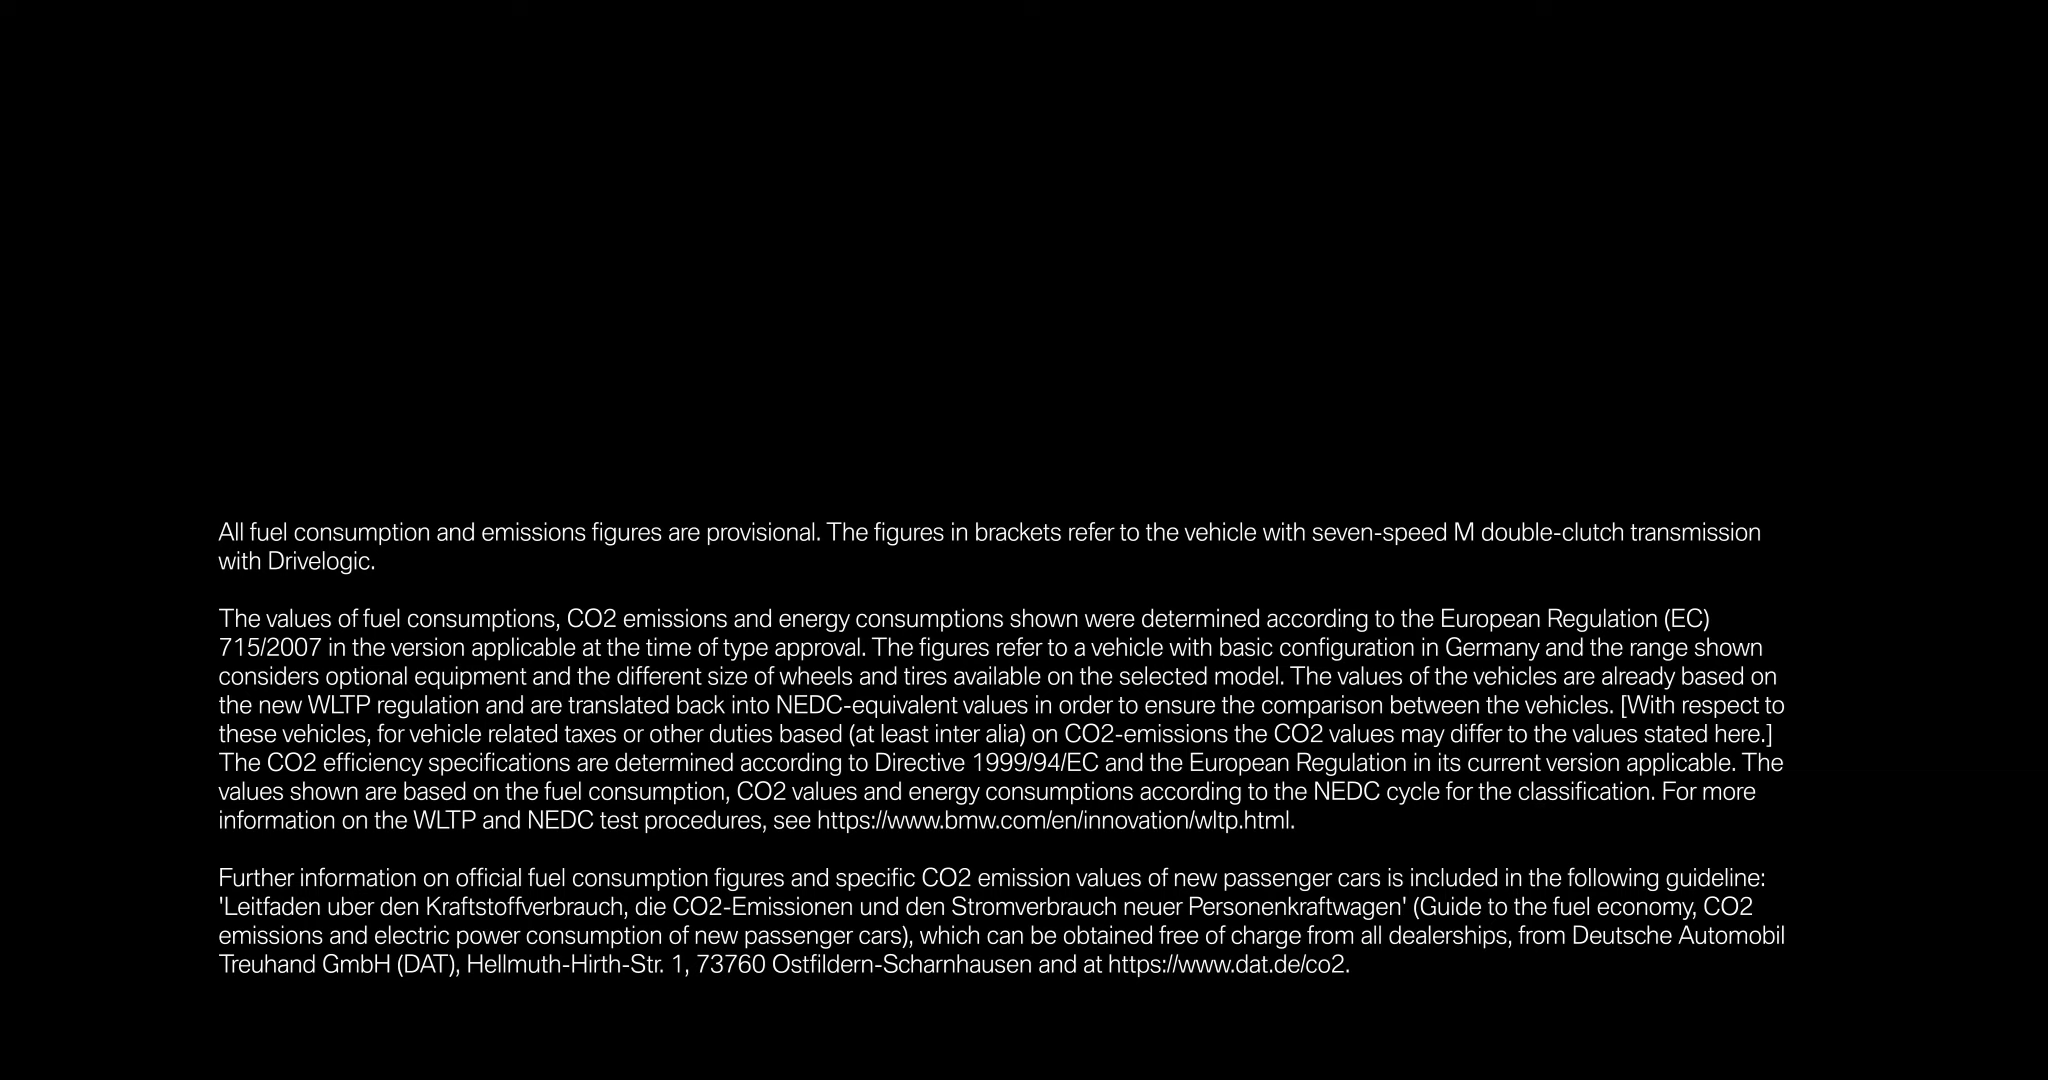 All fuel consumption and emissions figures are provisional. The figures in brackets refer to the vehicle with seven-speed M double-clutch transmission
with Drivelogic.
The values of fuel consumptions, CO2 emissions and energy consumptions shown were determined according to the European Regulation (EC)
715/2007 in the version applicable at the time of type approval. The figures refer to a vehicle with basic configuration in Germany and the range shown
considers optional equipment and the different size of wheels and tires available on the selected model. The values of the vehicles are already based on
the new WLTP regulation and are translated back into NEDC-equivalent values in order to ensure the comparison between the vehicles. [With respect to
these vehicles, for vehicle related taxes or other duties based (at least inter alia) on CO2-emissions the CO2 values may differ to the values stated here.]
The CO2 efficiency specifications are determined according to Directive 1999/94/EC and the European Regulation in its current version applicable. The
values shown are based on the fuel consumption, CO2 values and energy consumptions according to the NEDC cycle for the classification. For more
information on the WLTP and NEDC test procedures, see https://www.bmw.com/en/innovation/wltp.html.
Further information on official fuel consumption figures and specific CO2 emission values of new passenger cars is included in the following guideline:
'Leitfaden uber den Kraftstoffverbrauch, die CO2-Emissionen und den Stromverbrauch neuer Personenkraftwagen' (Guide to the fuel economy, CO2
emissions and electric power consumption of new passenger cars), which can be obtained free of charge from all dealerships, from Deutsche Automobil
Treuhand GmbH (DAT), Hellmuth-Hirth-Str. 1, 73760 Ostfildern-Scharnhausen and at https://www.dat.de/co2.